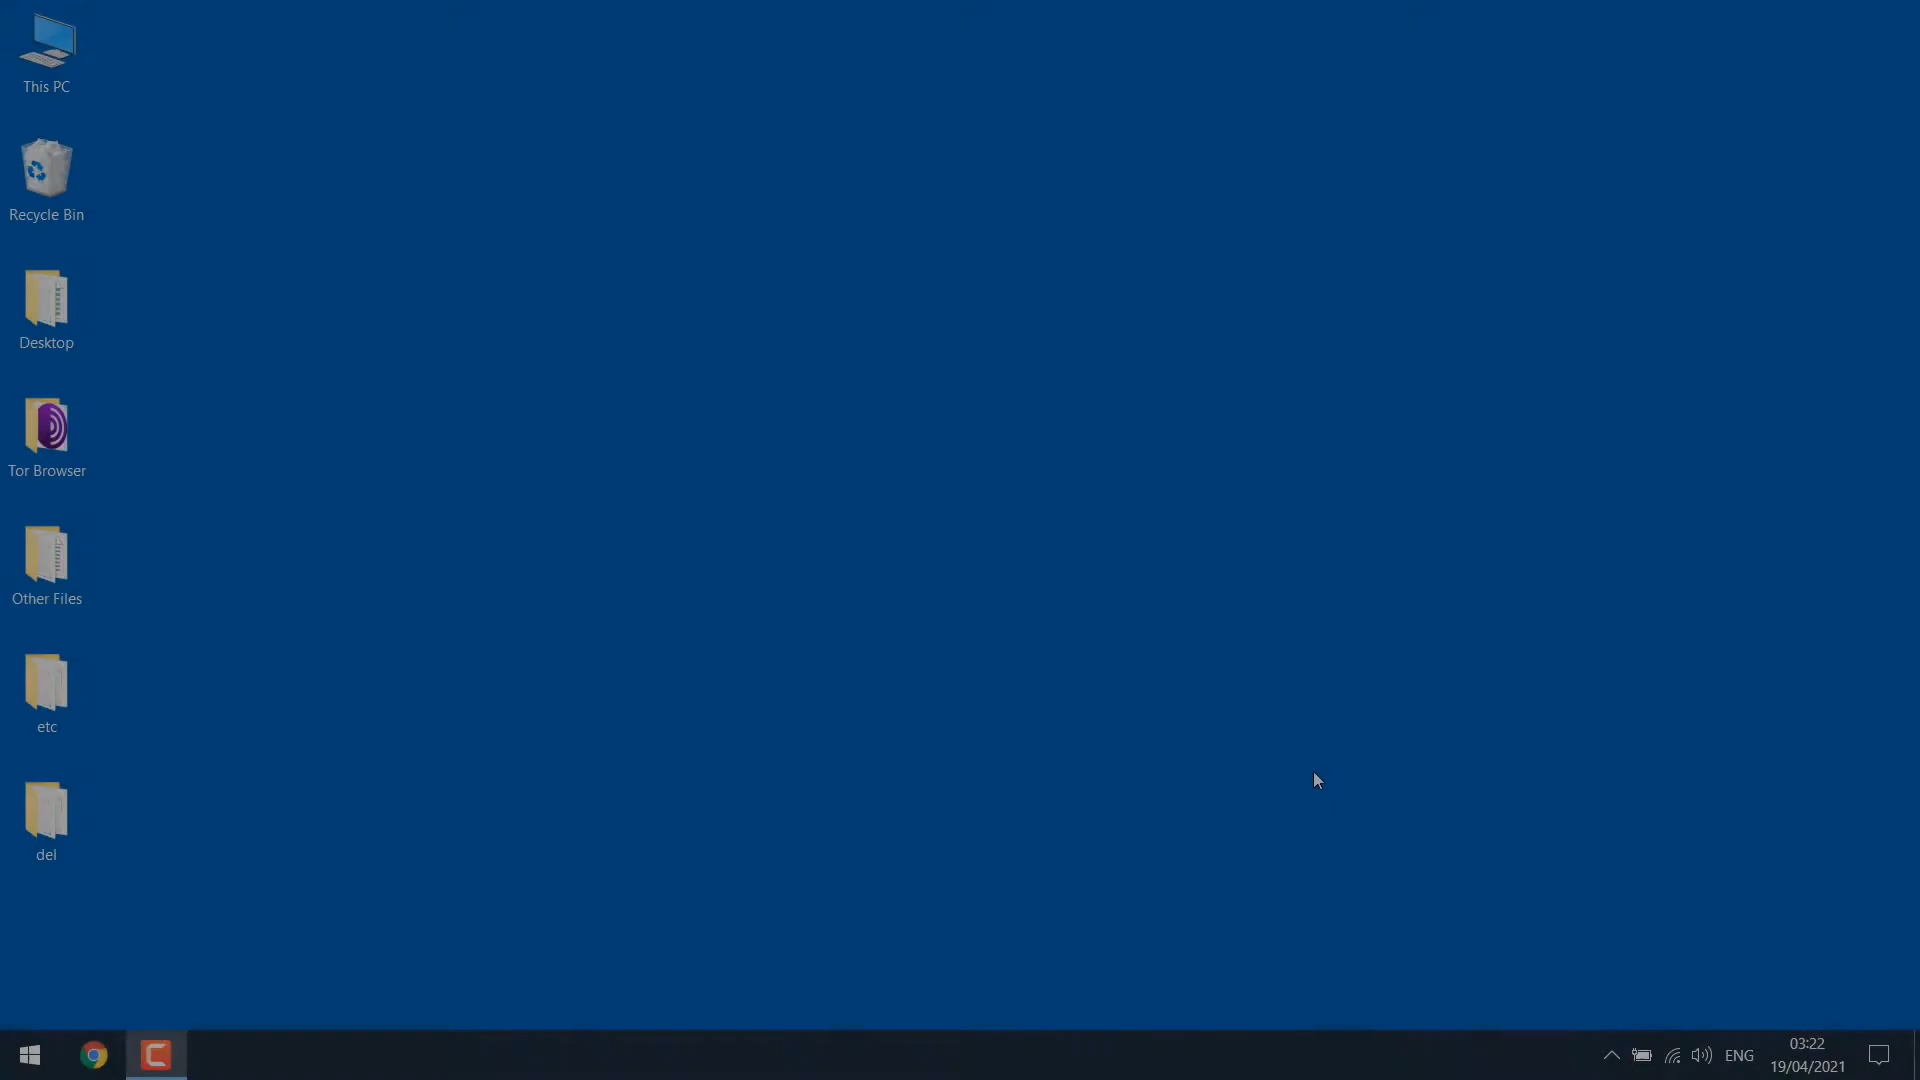 This PC
Recycle Bin
Desktop
Tor Browser
Other Files
etc
del
ENG
03:22
19/04/2021